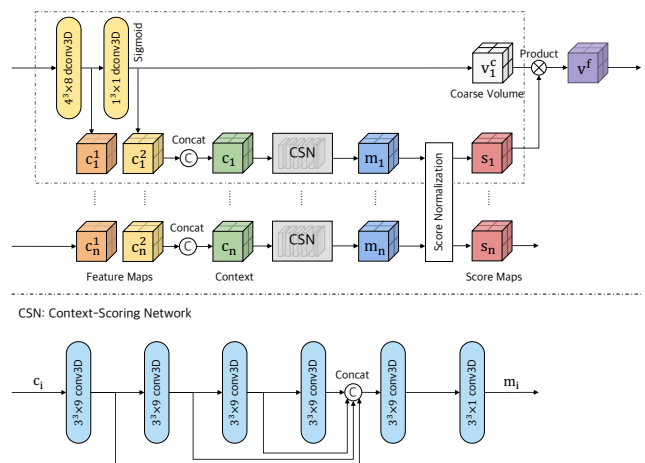 4³×8 dconv3D
1³×1 dconv3D
Sigmoid
v₁ᶜ
Coarse Volume
Product
vᶠ
c₁¹
c₁²
Concat
C
c₁
CSN
m₁
Score Normalization
s₁
cₙ¹
cₙ²
Concat
C
cₙ
CSN
mₙ
sₙ
Feature Maps
Context
Score Maps
CSN: Context-Scoring Network
cᵢ
3³×9 conv3D
3³×9 conv3D
3³×9 conv3D
3³×9 conv3D
Concat
C
3³×9 conv3D
3³×1 conv3D
mᵢ